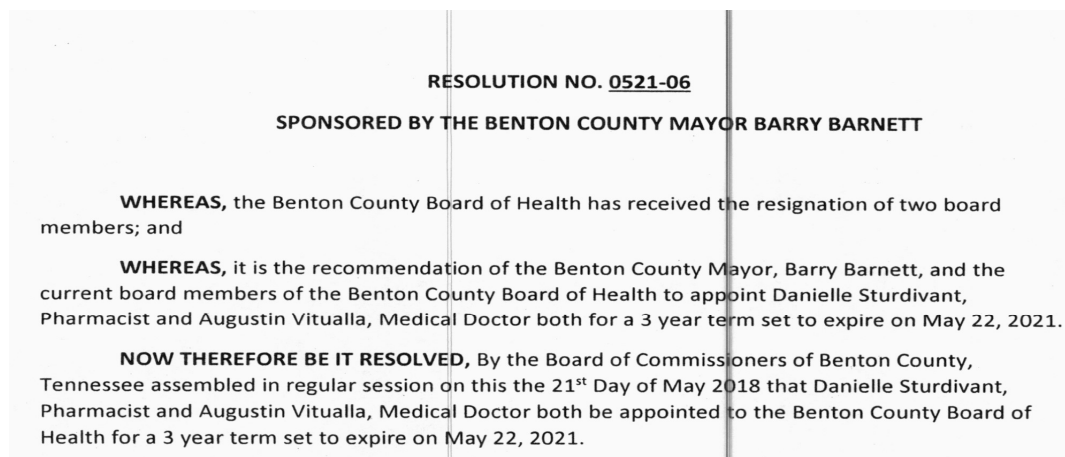 RESOLUTION NO. 0521-06
SPONSORED BY THE BENTON COUNTY MAYOR BARRY BARNETT
WHEREAS, the Benton County Board of Health has received the resignation of two board
members; and
WHEREAS, it is the recommendation of the Benton County Mayor, Barry Barnett, and the
current board members of the Benton County Board of Health to appoint Danielle Sturdivant,
Pharmacist and Augustin Vitualla, Medical Doctor both for a 3 year term set to expire on May 22, 2021.
NOW THEREFORE BE IT RESOLVED, By the Board of Commissioners of Benton County,
Tennessee assembled in regular session on this the 21st Day of May 2018 that Danielle Sturdivant,
Pharmacist and Augustin Vitualla, Medical Doctor both be appointed to the Benton County Board of
Health for a 3 year term set to expire on May 22, 2021.